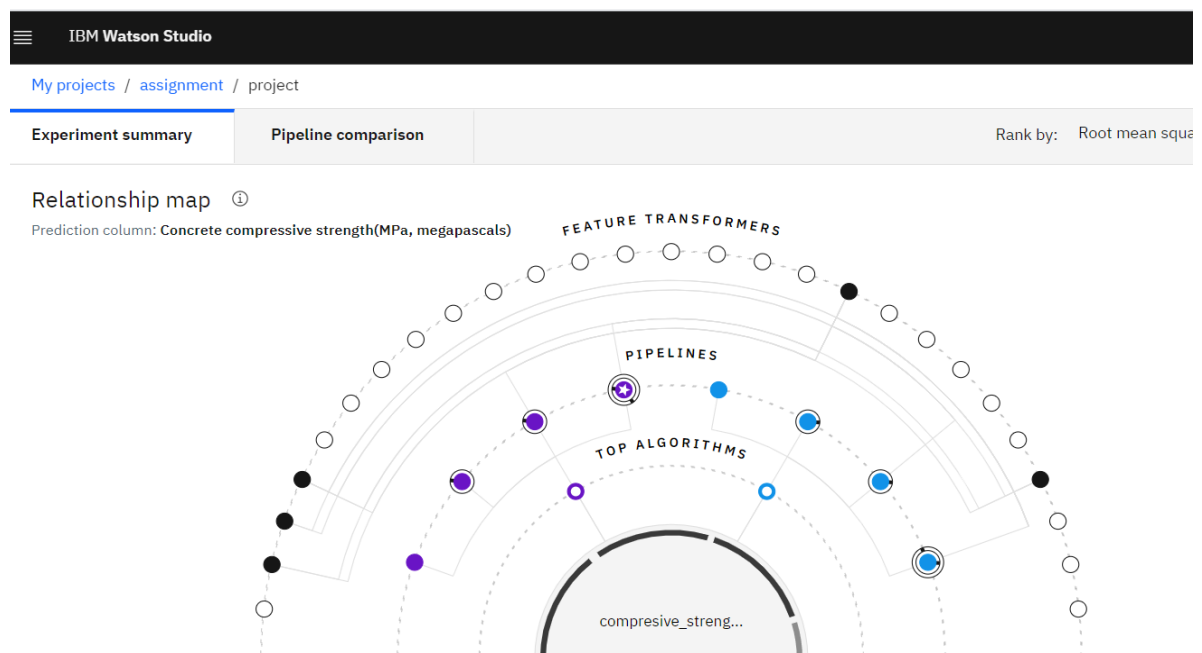 IBM Watson Studio
My projects / assignment / project
Experiment summary
Pipeline comparison
Rank by: Root mean squa
Relationship map
Prediction column: Concrete compressive strength(MPa, megapascals)
FEATURE TRANSFORMERS
PIPELINES
TOP ALGORITHMS
compresive_streng...